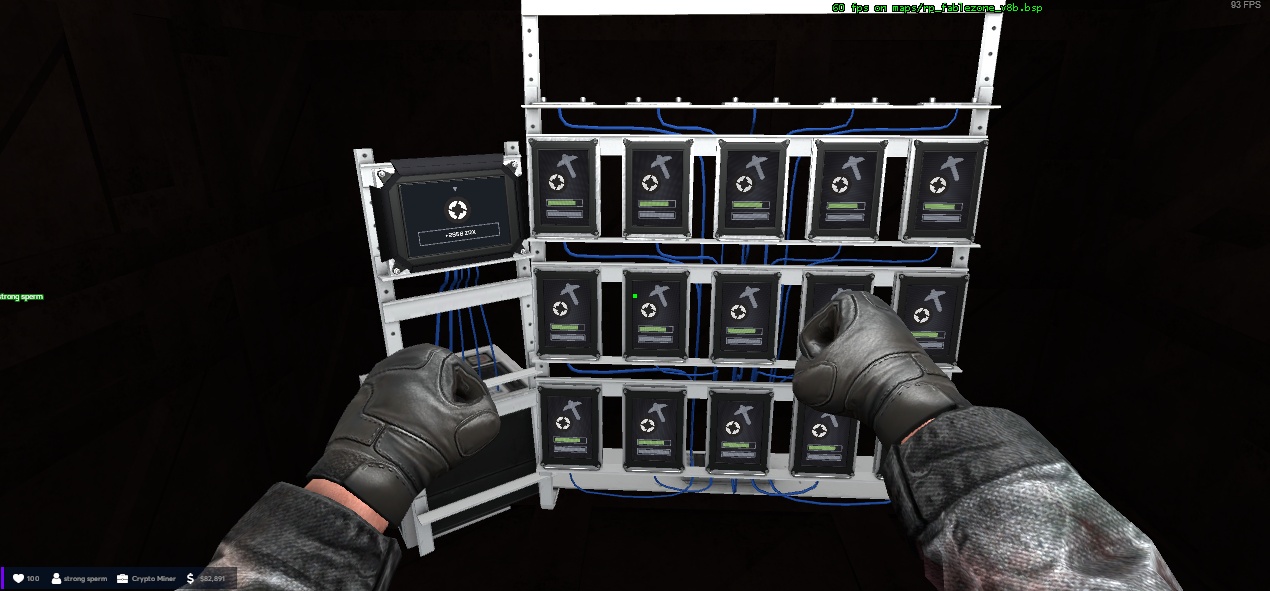 60 fps on maps/rp_fablezone_v8b.bsp
93 FPS
strong sperm
100
strong sperm
Crypto Miner
$82,891